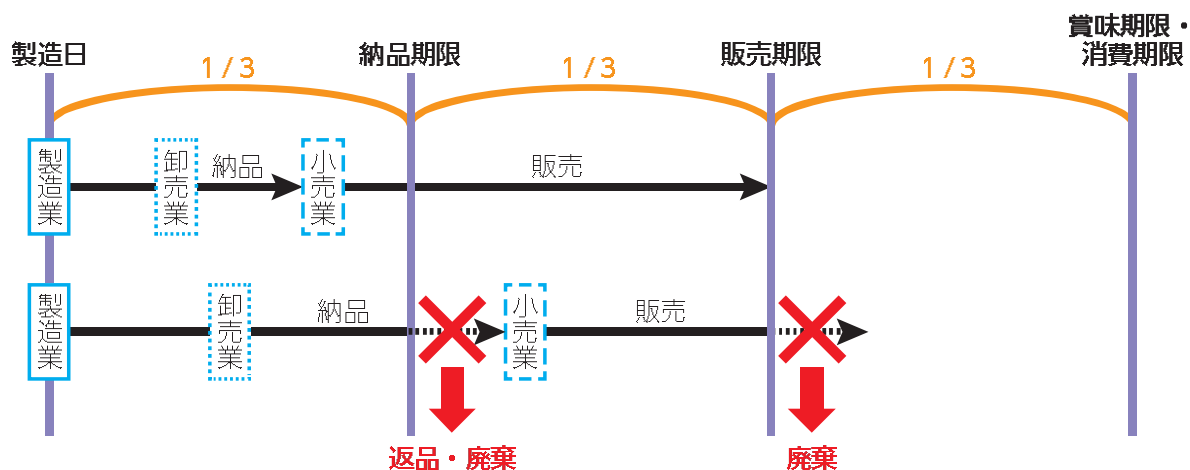 製造日
納品期限
販売期限
賞味期限・
消費期限
1/3
1/3
1/3
製造業
卸売業
納品
小売業
販売
製造業
卸売業
納品
小売業
販売
返品・廃棄
廃棄